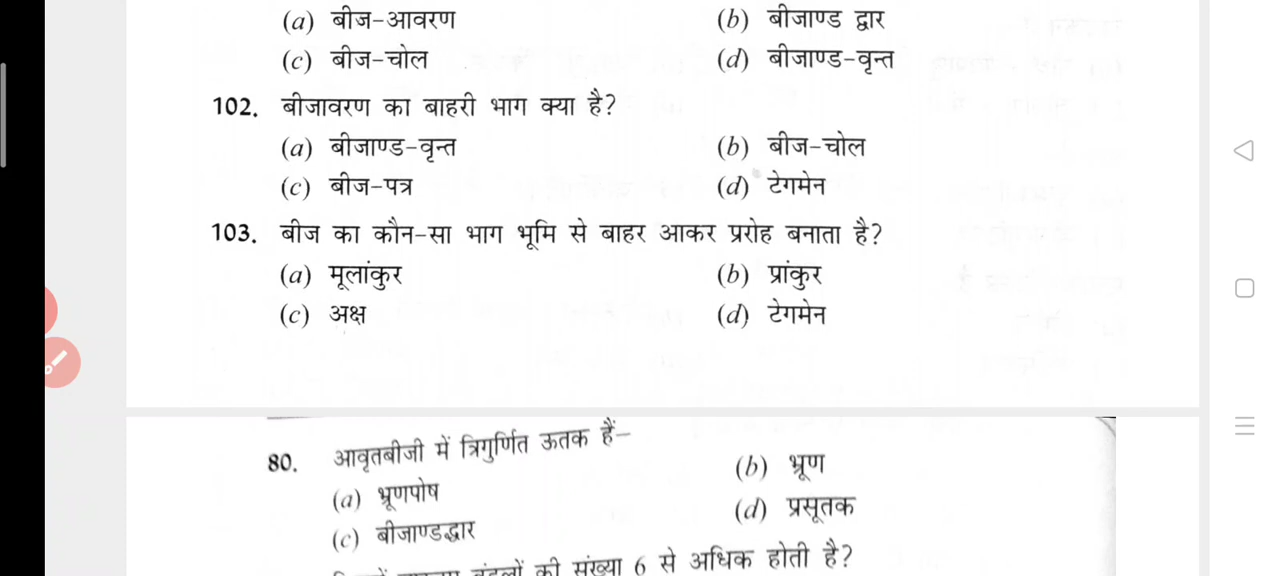 (a) बीज-आवरण (b) बीजाण्ड द्वार
(c) बीज-चोल (d) बीजाण्ड-वृन्त
102. बीजावरण का बाहरी भाग क्या है?
(a) बीजाण्ड-वृन्त (b) बीज-चोल
(c) बीज-पत्र (d) टेगमेन
103. बीज का कौन-सा भाग भूमि से बाहर आकर प्ररोह बनाता है?
(a) मूलांकुर (b) प्रांकुर
(c) अक्ष (d) टेगमेन
80. आवृतबीजी में त्रिगुर्णित ऊतक हैं-
(a) भ्रूणपोष (b) भ्रूण
(c) बीजाण्डद्धार (d) प्रसूतक
की संख्या 6 से अधिक होती है?